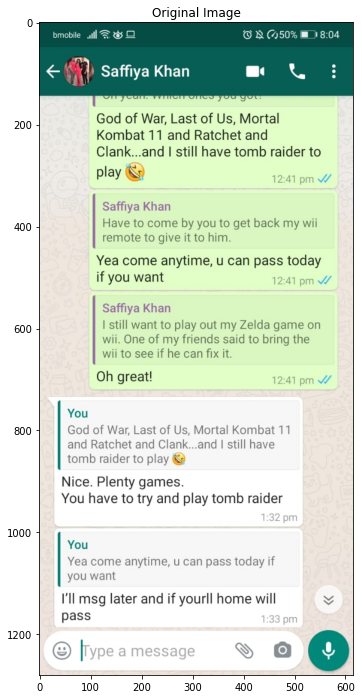 Original Image
0
200
400
600
800
1000
1200
0
100
200
300
400
500
600
bmobile
50%
8:04
Saffiya Khan
Oh yeah. Which ones you got?
God of War, Last of Us, Mortal
Kombat 11 and Ratchet and
Clank...and I still have tomb raider to
play 🤣
12:41 pm
Saffiya Khan
Have to come by you to get back my wii
remote to give it to him.
Yea come anytime, u can pass today
if you want
12:41 pm
Saffiya Khan
I still want to play out my Zelda game on
wii. One of my friends said to bring the
wii to see if he can fix it.
Oh great!
12:41 pm
You
God of War, Last of Us, Mortal Kombat 11
and Ratchet and Clank...and I still have
tomb raider to play 🤣
Nice. Plenty games.
You have to try and play tomb raider
1:32 pm
You
Yea come anytime, u can pass today if
you want
I'll msg later and if yourll home will
pass
1:33 pm
Type a message